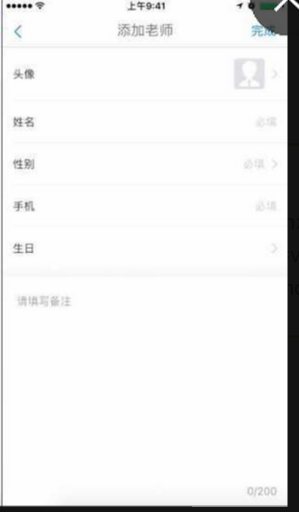 上午9:41
添加老师
完成
头像
姓名 必填
性别 必填
手机 必填
生日
请填写备注
0/200